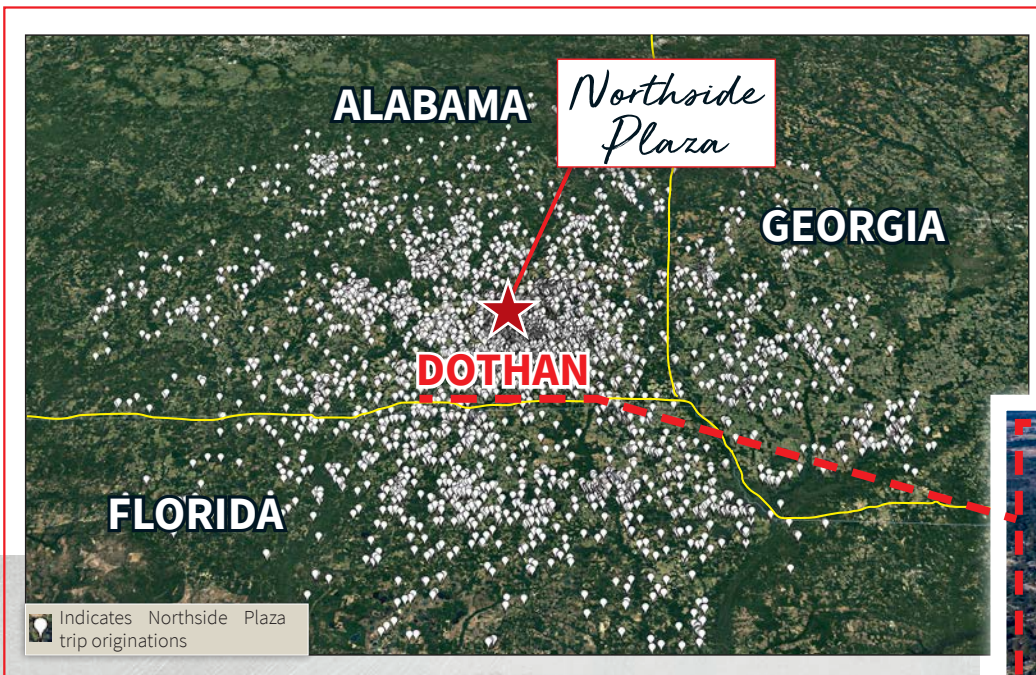 ALABAMA
Northside
Plaza
GEORGIA
DOTHAN
FLORIDA
Indicates Northside Plaza
trip originations